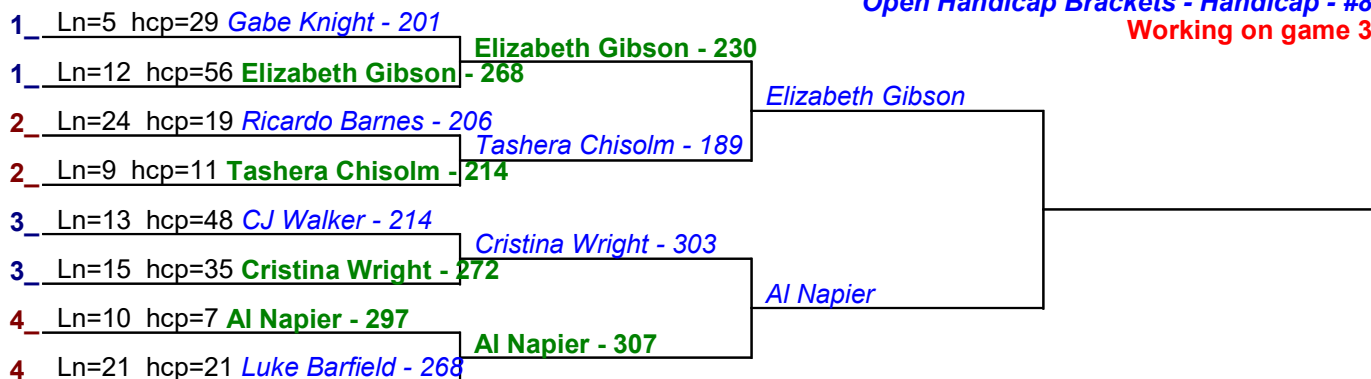 Open Handicap Brackets - Handicap - #8
Working on game 3
1_ Ln=5 hcp=29 Gabe Knight - 201
Elizabeth Gibson - 230
1_ Ln=12 hcp=56 Elizabeth Gibson - 268
Elizabeth Gibson
2_ Ln=24 hcp=19 Ricardo Barnes - 206
Tashera Chisolm - 189
2_ Ln=9 hcp=11 Tashera Chisolm - 214
3_ Ln=13 hcp=48 CJ Walker - 214
Cristina Wright - 303
3_ Ln=15 hcp=35 Cristina Wright - 272
Al Napier
4_ Ln=10 hcp=7 Al Napier - 297
Al Napier - 307
4 Ln=21 hcp=21 Luke Barfield - 268